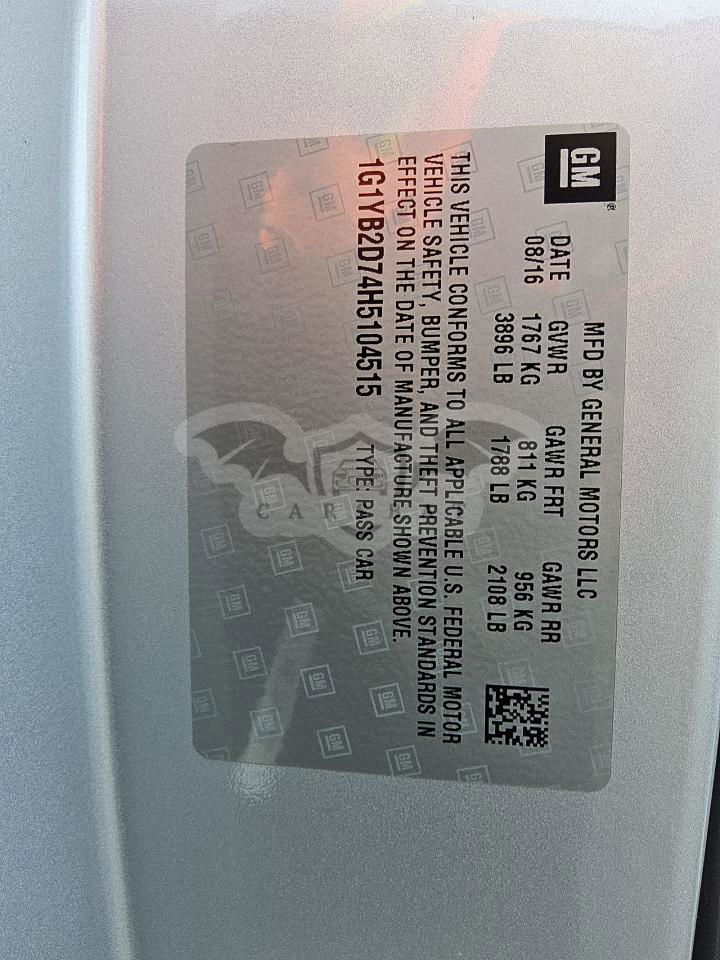 GM
MFD BY GENERAL MOTORS LLC
DATE GVWR GAWR FRT GAWR RR
08/16 1767 KG 811 KG 956 KG
3896 LB 1788 LB 2108 LB
THIS VEHICLE CONFORMS TO ALL APPLICABLE U.S. FEDERAL MOTOR
VEHICLE SAFETY, BUMPER, AND THEFT PREVENTION STANDARDS IN
EFFECT ON THE DATE OF MANUFACTURE SHOWN ABOVE.
1G1YB2D74H5104515 TYPE: PASS CAR